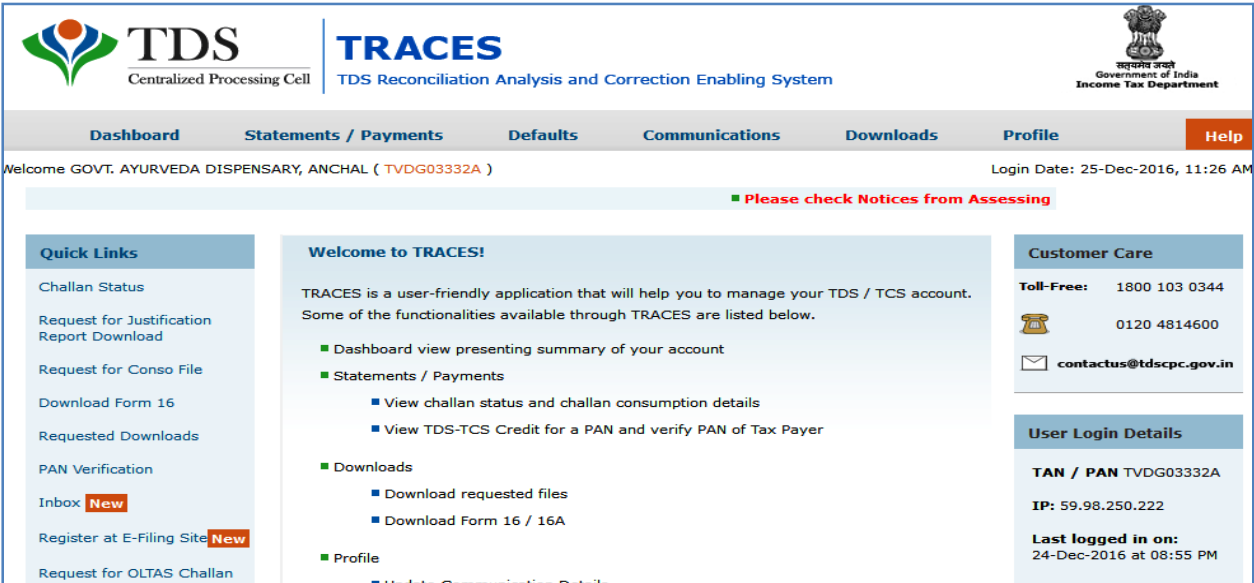 TDS
Centralized Processing Cell
TRACES
TDS Reconciliation Analysis and Correction Enabling System
सत्यमेव जयते
Government of India
Income Tax Department
Dashboard Statements / Payments Defaults Communications Downloads Profile Help
Welcome GOVT. AYURVEDA DISPENSARY, ANCHAL ( TVDG03332A ) Login Date: 25-Dec-2016, 11:26 AM
Please check Notices from Assessing
Quick Links
Challan Status
Request for Justification
Report Download
Request for Conso File
Download Form 16
Requested Downloads
PAN Verification
Inbox New
Register at E-Filing Site New
Request for OLTAS Challan
Welcome to TRACES!
TRACES is a user-friendly application that will help you to manage your TDS / TCS account.
Some of the functionalities available through TRACES are listed below.
Dashboard view presenting summary of your account
Statements / Payments
View challan status and challan consumption details
View TDS-TCS Credit for a PAN and verify PAN of Tax Payer
Downloads
Download requested files
Download Form 16 / 16A
Profile
Update Communication Details
Customer Care
Toll-Free: 1800 103 0344
0120 4814600
contactus@tdscpc.gov.in
User Login Details
TAN / PAN TVDG03332A
IP: 59.98.250.222
Last logged in on:
24-Dec-2016 at 08:55 PM